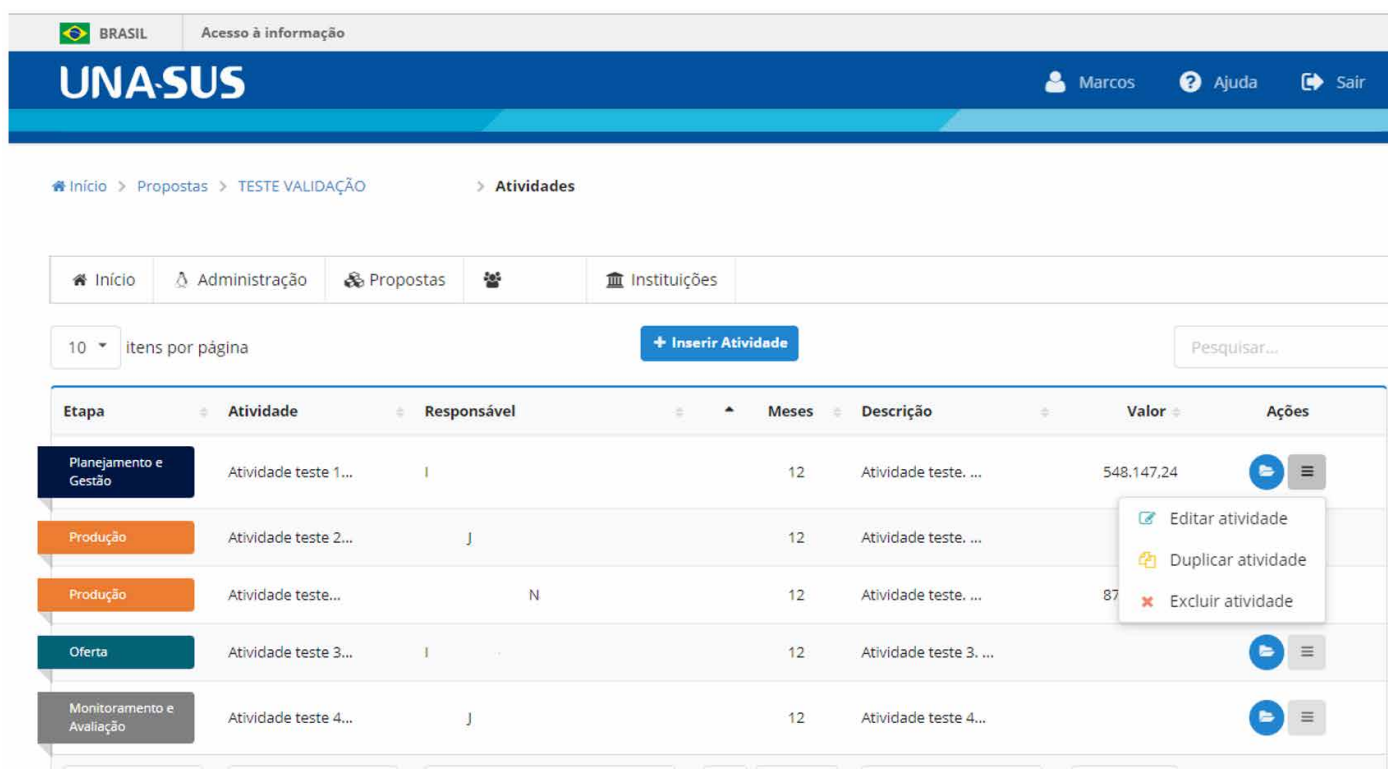 BRASIL Acesso à informação
UNA-SUS Marcos Ajuda Sair
Início > Propostas > TESTE VALIDAÇÃO > Atividades
Início Administração Propostas Instituições
10 itens por página + Inserir Atividade Pesquisar...
Etapa Atividade Responsável Meses Descrição Valor Ações
Planejamento e
Gestão
Atividade teste 1... I 12 Atividade teste. ... 548.147,24
Editar atividade
Produção Atividade teste 2... J 12 Atividade teste. ...
Duplicar atividade
Produção Atividade teste... N 12 Atividade teste. ... 87
Excluir atividade
Oferta Atividade teste 3... I 12 Atividade teste 3. ...
Monitoramento e
Avaliação
Atividade teste 4... J 12 Atividade teste 4...